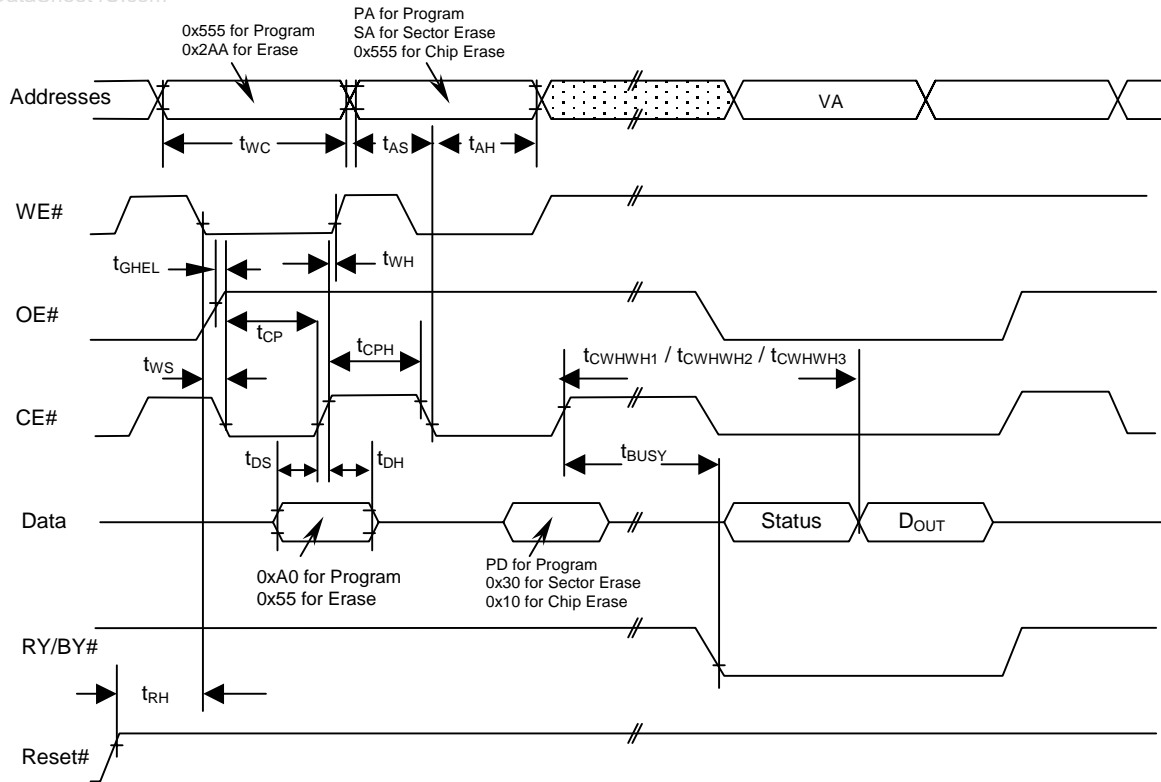 0x555 for Program
0x2AA for Erase
PA for Program
SA for Sector Erase
0x555 for Chip Erase
Addresses
VA
tWC
tAS
tAH
WE#
tGHEL
tWH
OE#
tCP
tCPH
tCWHWH1 / tCWHWH2 / tCWHWH3
tWS
CE#
tDS
tDH
tBUSY
Data
Status
DOUT
0xA0 for Program
0x55 for Erase
PD for Program
0x30 for Sector Erase
0x10 for Chip Erase
RY/BY#
tRH
Reset#